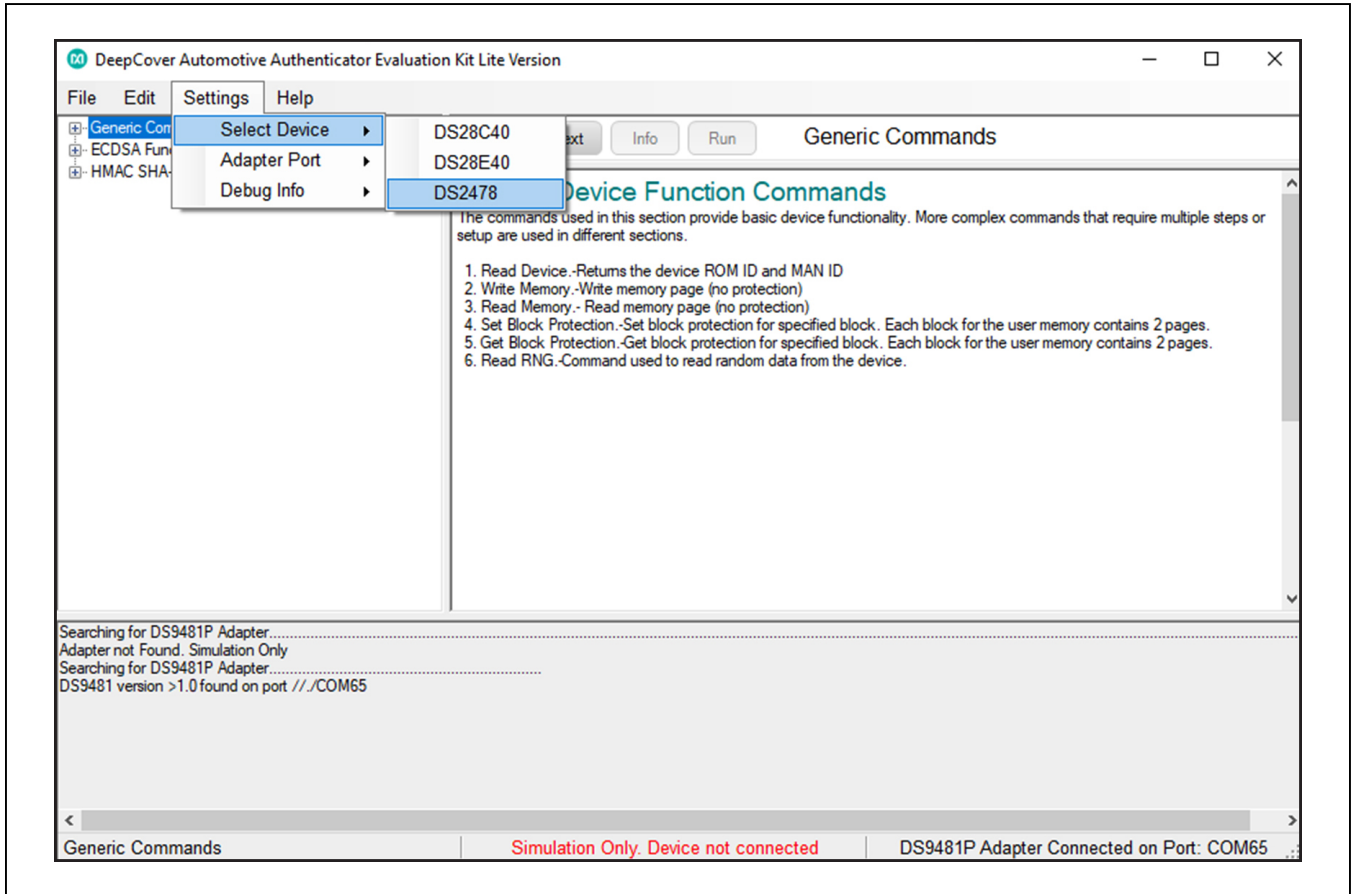 DeepCover Automotive Authenticator Evaluation Kit Lite Version
File Edit Settings Help
Generic Com
ECDSA Fun
HMAC SHA-
Select Device
Adapter Port
Debug Info
DS28C40
DS28E40
DS2478
ext Info Run Generic Commands
Device Function Commands
The commands used in this section provide basic device functionality. More complex commands that require multiple steps or
setup are used in different sections.
1. Read Device.-Returns the device ROM ID and MAN ID
2. Write Memory.-Write memory page (no protection)
3. Read Memory.- Read memory page (no protection)
4. Set Block Protection.-Set block protection for specified block. Each block for the user memory contains 2 pages.
5. Get Block Protection.-Get block protection for specified block. Each block for the user memory contains 2 pages.
6. Read RNG.-Command used to read random data from the device.
Searching for DS9481P Adapter....................................................................................................
Adapter not Found. Simulation Only
Searching for DS9481P Adapter..........................................................
DS9481 version >1.0 found on port //./COM65
Generic Commands Simulation Only. Device not connected DS9481P Adapter Connected on Port: COM65